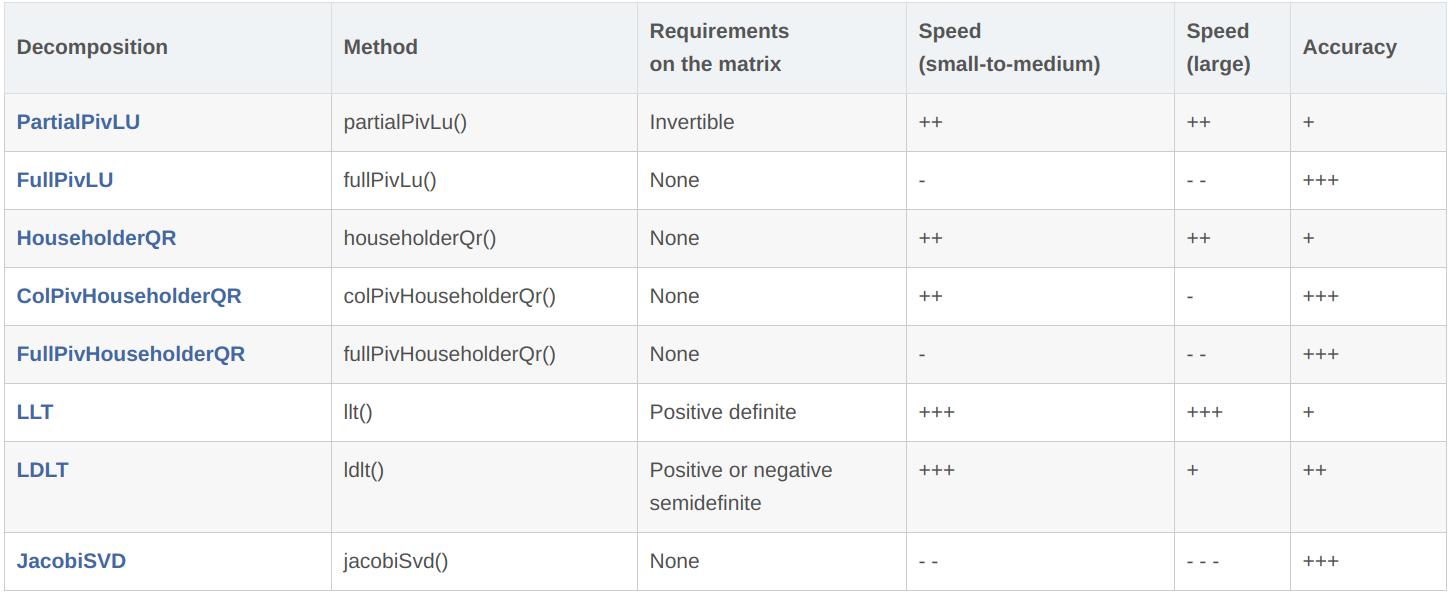 Decomposition Method Requirements on the matrix Speed (small-to-medium) Speed (large) Accuracy
PartialPivLU partialPivLu() Invertible ++ ++ +
FullPivLU fullPivLu() None - - - +++
HouseholderQR householderQr() None ++ ++ +
ColPivHouseholderQR colPivHouseholderQr() None ++ - +++
FullPivHouseholderQR fullPivHouseholderQr() None - - - +++
LLT llt() Positive definite +++ +++ +
LDLT ldlt() Positive or negative semidefinite +++ + ++
JacobiSVD jacobiSvd() None - - - - - +++